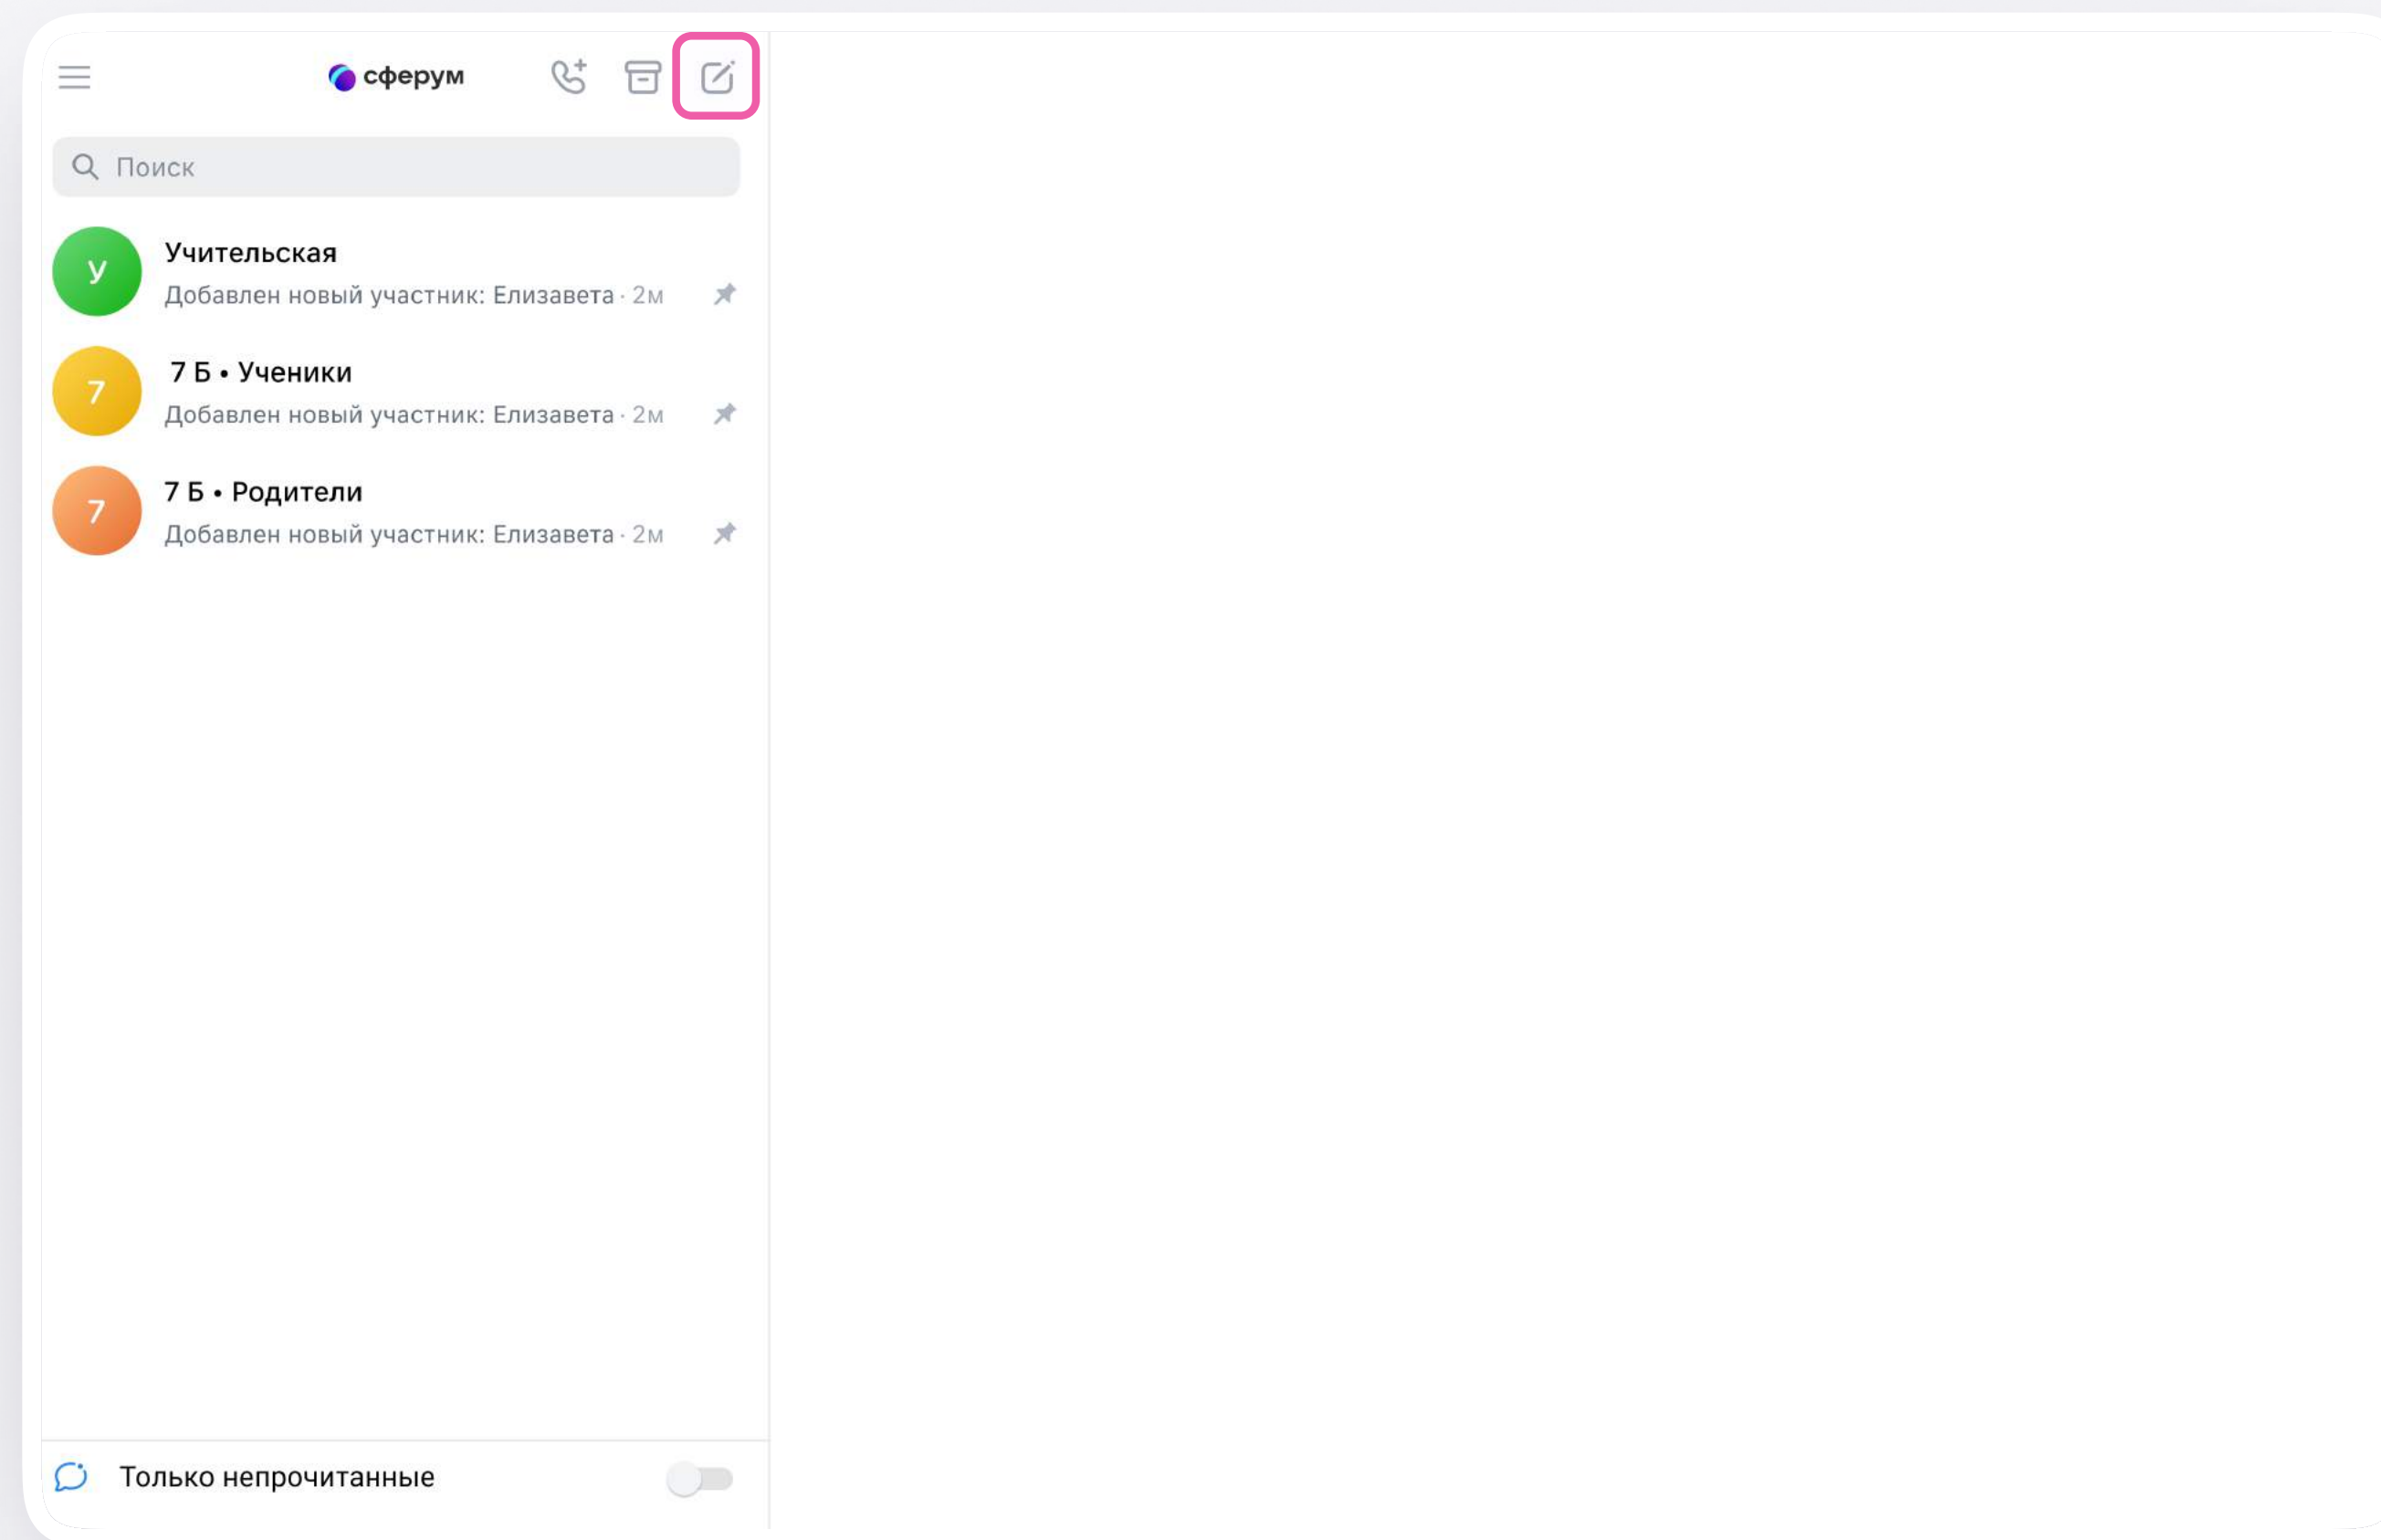 сферум
Поиск
У
Учительская
Добавлен новый участник: Елизавета · 2м
7
7 Б • Ученики
Добавлен новый участник: Елизавета · 2м
7
7 Б • Родители
Добавлен новый участник: Елизавета · 2м
Только непрочитанные